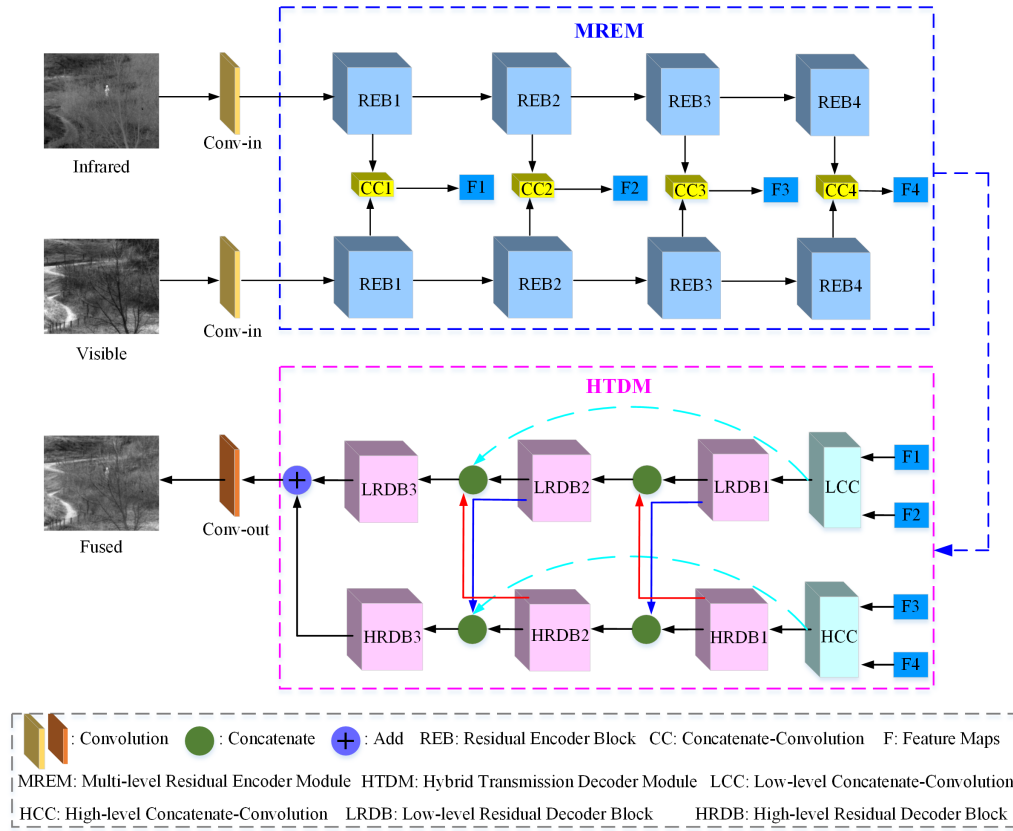 MREM
REB1
REB2
REB3
REB4
Infrared
Conv-in
CC1
F1
CC2
F2
CC3
F3
CC4
F4
REB1
REB2
REB3
REB4
Visible
Conv-in
HTDM
LRDB3
LRDB2
LRDB1
LCC
F1
F2
Fused
Conv-out
HRDB3
HRDB2
HRDB1
HCC
F3
F4
: Convolution : Concatenate : Add REB: Residual Encoder Block CC: Concatenate-Convolution F: Feature Maps
MREM: Multi-level Residual Encoder Module HTDM: Hybrid Transmission Decoder Module LCC: Low-level Concatenate-Convolution
HCC: High-level Concatenate-Convolution LRDB: Low-level Residual Decoder Block HRDB: High-level Residual Decoder Block